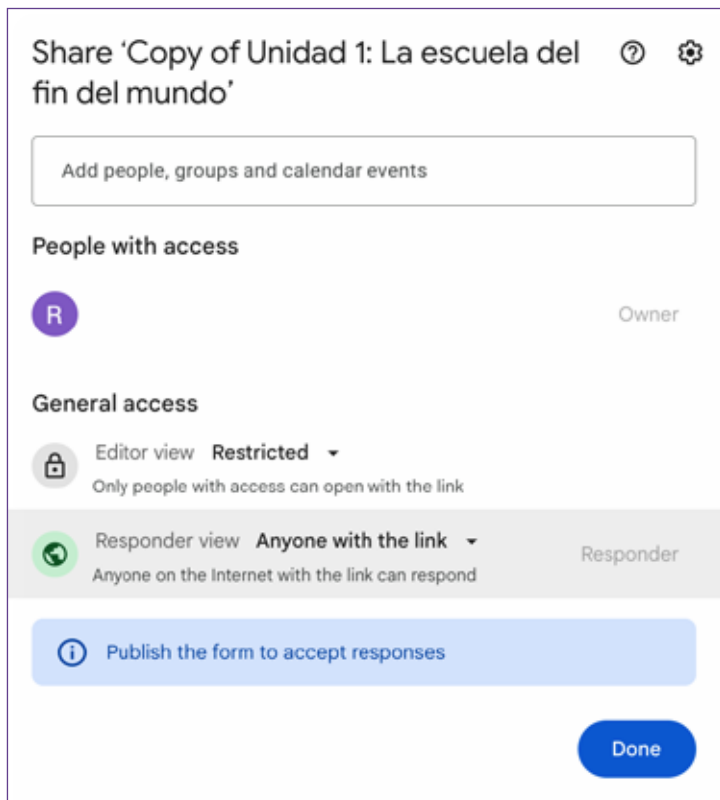 Share ‘Copy of Unidad 1: La escuela del
fin del mundo’
Add people, groups and calendar events
People with access
R
Owner
General access
Editor view Restricted
Only people with access can open with the link
Responder view Anyone with the link
Responder
Anyone on the Internet with the link can respond
Publish the form to accept responses
Done